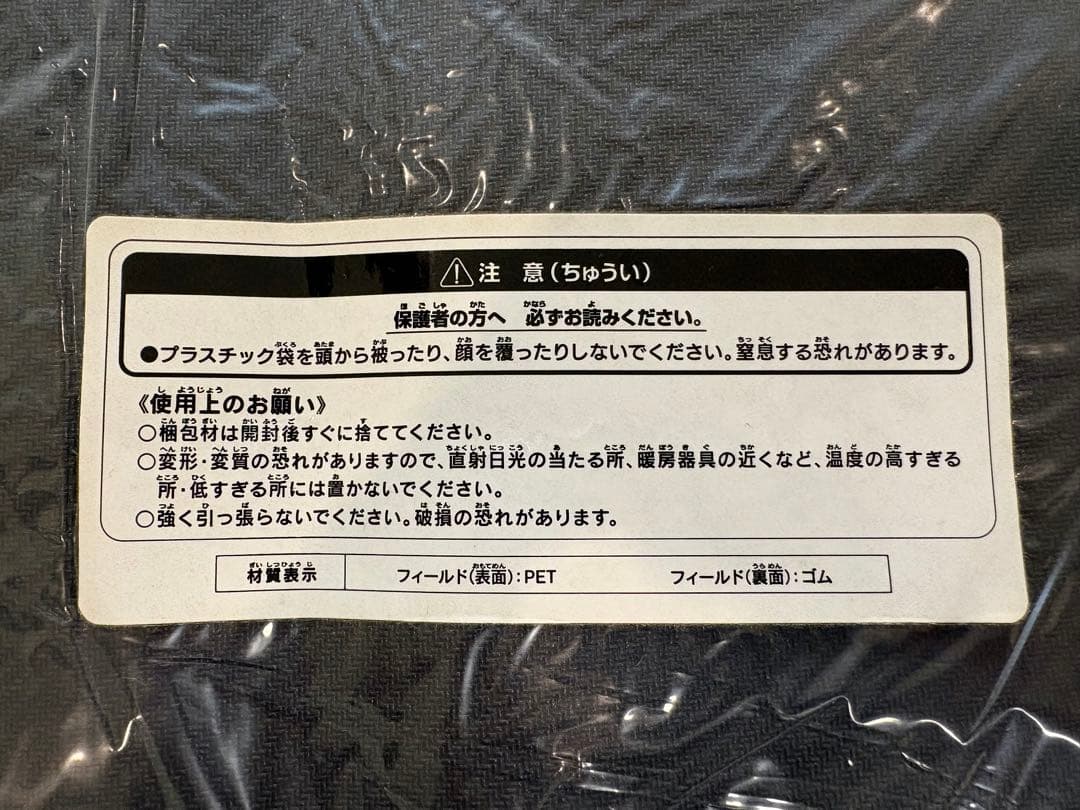 ⚠注 意(ちゅうい)
保護者の方へ 必ずお読みください。
●プラスチック袋を頭から被ったり、顔を覆ったりしないでください。窒息する恐れがあります。
《使用上のお願い》
○梱包材は開封後すぐに捨ててください。
○変形・変質の恐れがありますので、直射日光の当たる所、暖房器具の近くなど、温度の高すぎる
所・低すぎる所には置かないでください。
○強く引っ張らないでください。破損の恐れがあります。
材質表示 フィールド(表面):PET フィールド(裏面):ゴム